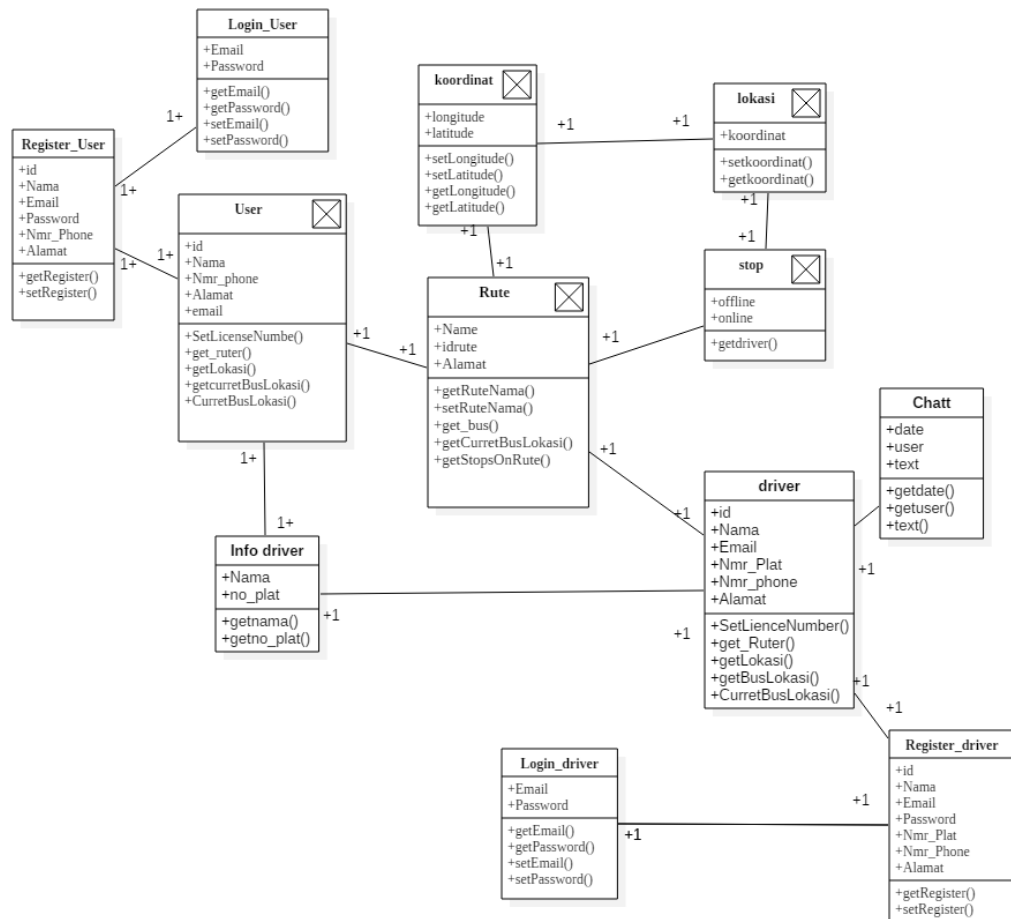 Login_User
+Email
+Password
+getEmail()
+getPassword()
+setEmail()
+setPassword()
1+
1+
Register_User
+id
+Nama
+Email
+Password
+Nmr_Phone
+Alamat
+getRegister()
+setRegister()
1+
1+
User
+id
+Nama
+Nmr_phone
+Alamat
+email
+SetLicenseNumbe()
+get_ruter()
+getLokasi()
+getcurretBusLokasi()
+CurretBusLokasi()
+1
+1
koordinat
+longitude
+latitude
+setLongitude()
+setLatitude()
+getLongitude()
+getLatitude()
+1
+1
lokasi
+koordinat
+setkoordinat()
+getkoordinat()
+1
+1
stop
+offline
+online
+getdriver()
+1
+1
Rute
+Name
+idrute
+Alamat
+getRuteNama()
+setRuteNama()
+get_bus()
+getCurretBusLokasi()
+getStopsOnRute()
+1
+1
+1
Chatt
+date
+user
+text
+getdate()
+getuser()
+text()
driver
+id
+Nama
+Email
+Nmr_Plat
+Nmr_phone
+Alamat
+SetLienceNumber()
+get_Ruter()
+getLokasi()
+getBusLokasi()
+CurretBusLokasi()
+1
+1
1+
1+
Info driver
+Nama
+no_plat
+getnama()
+getno_plat()
+1
+1
+1
Register_driver
+id
+Nama
+Email
+Password
+Nmr_Plat
+Nmr_Phone
+Alamat
+getRegister()
+setRegister()
Login_driver
+Email
+Password
+getEmail()
+getPassword()
+setEmail()
+setPassword()
+1
+1